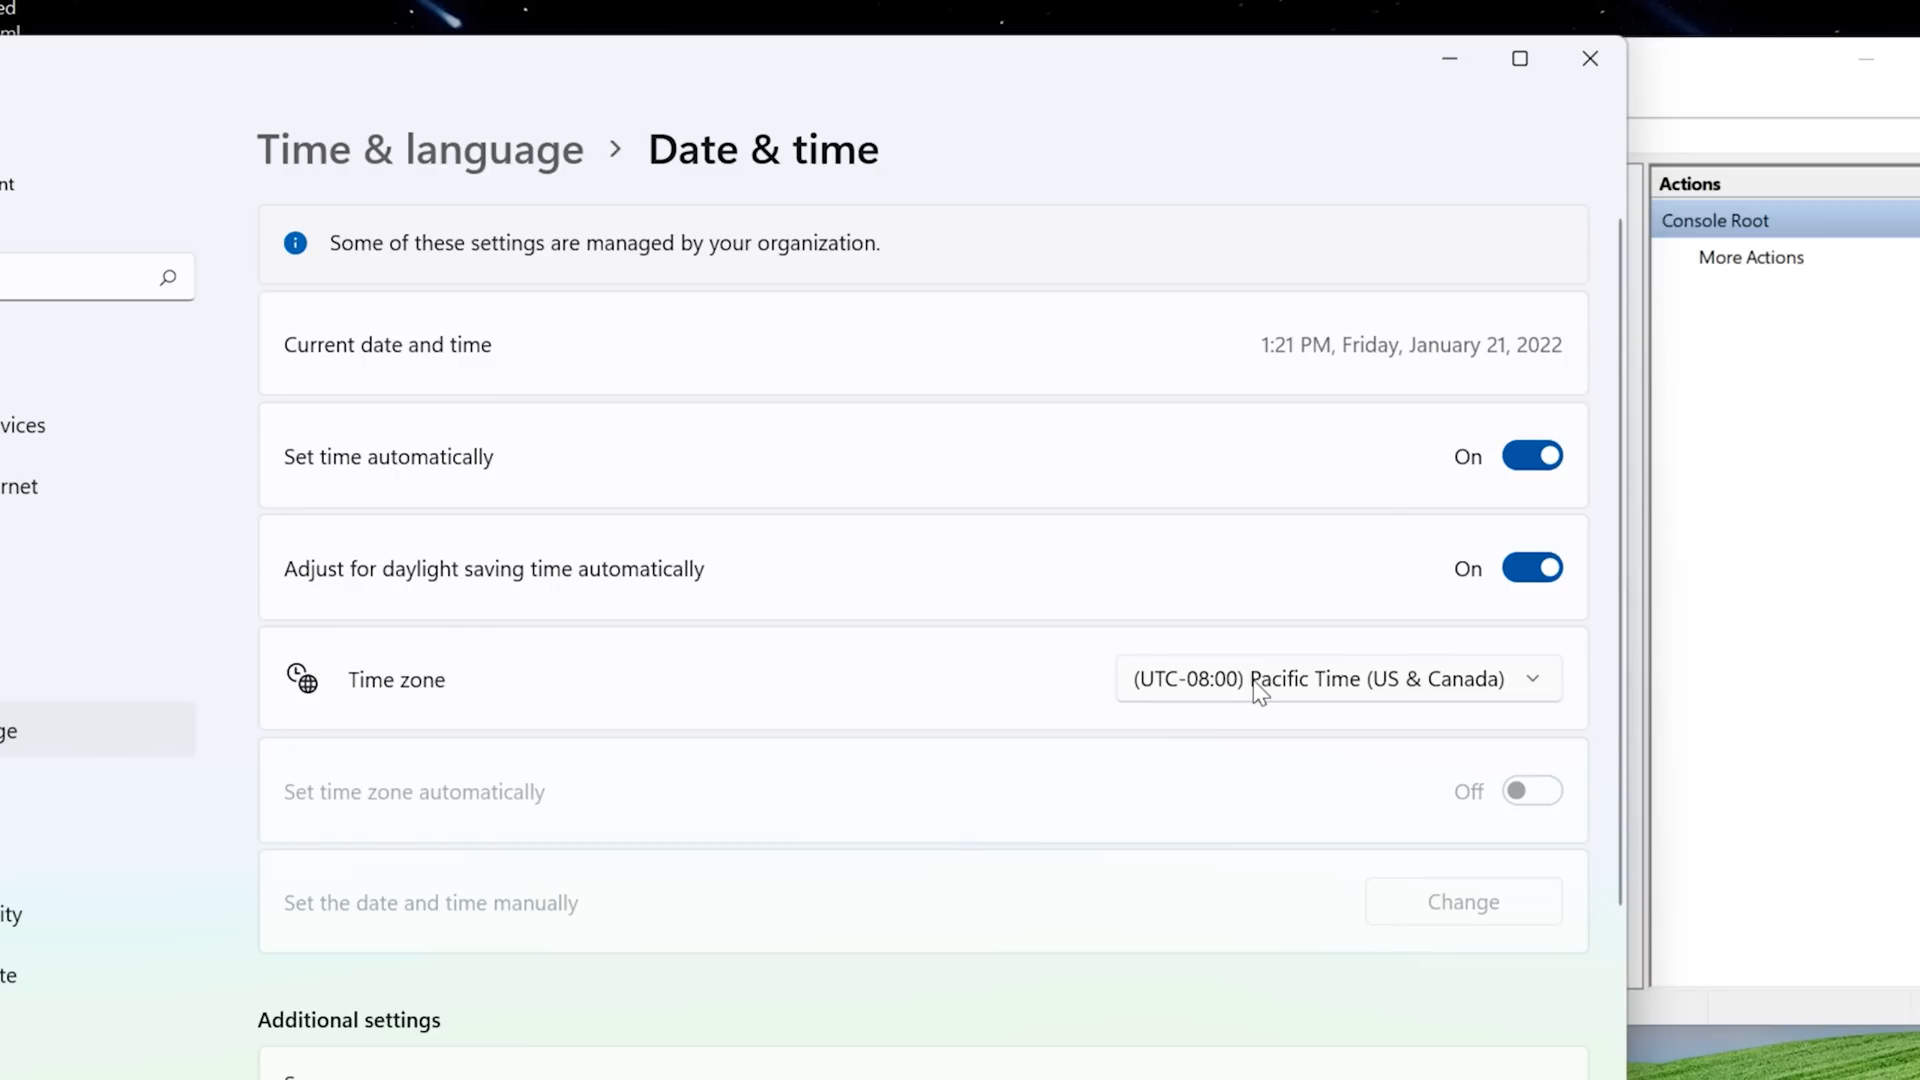 ed
ml
Time & language > Date & time
nt
Some of these settings are managed by your organization.
Current date and time
1:21 PM, Friday, January 21, 2022
vices
Set time automatically
On
rnet
Adjust for daylight saving time automatically
On
Time zone
(UTC-08:00) Pacific Time (US & Canada)
ge
Set time zone automatically
Off
Set the date and time manually
Change
ity
te
Additional settings
Actions
Console Root
More Actions